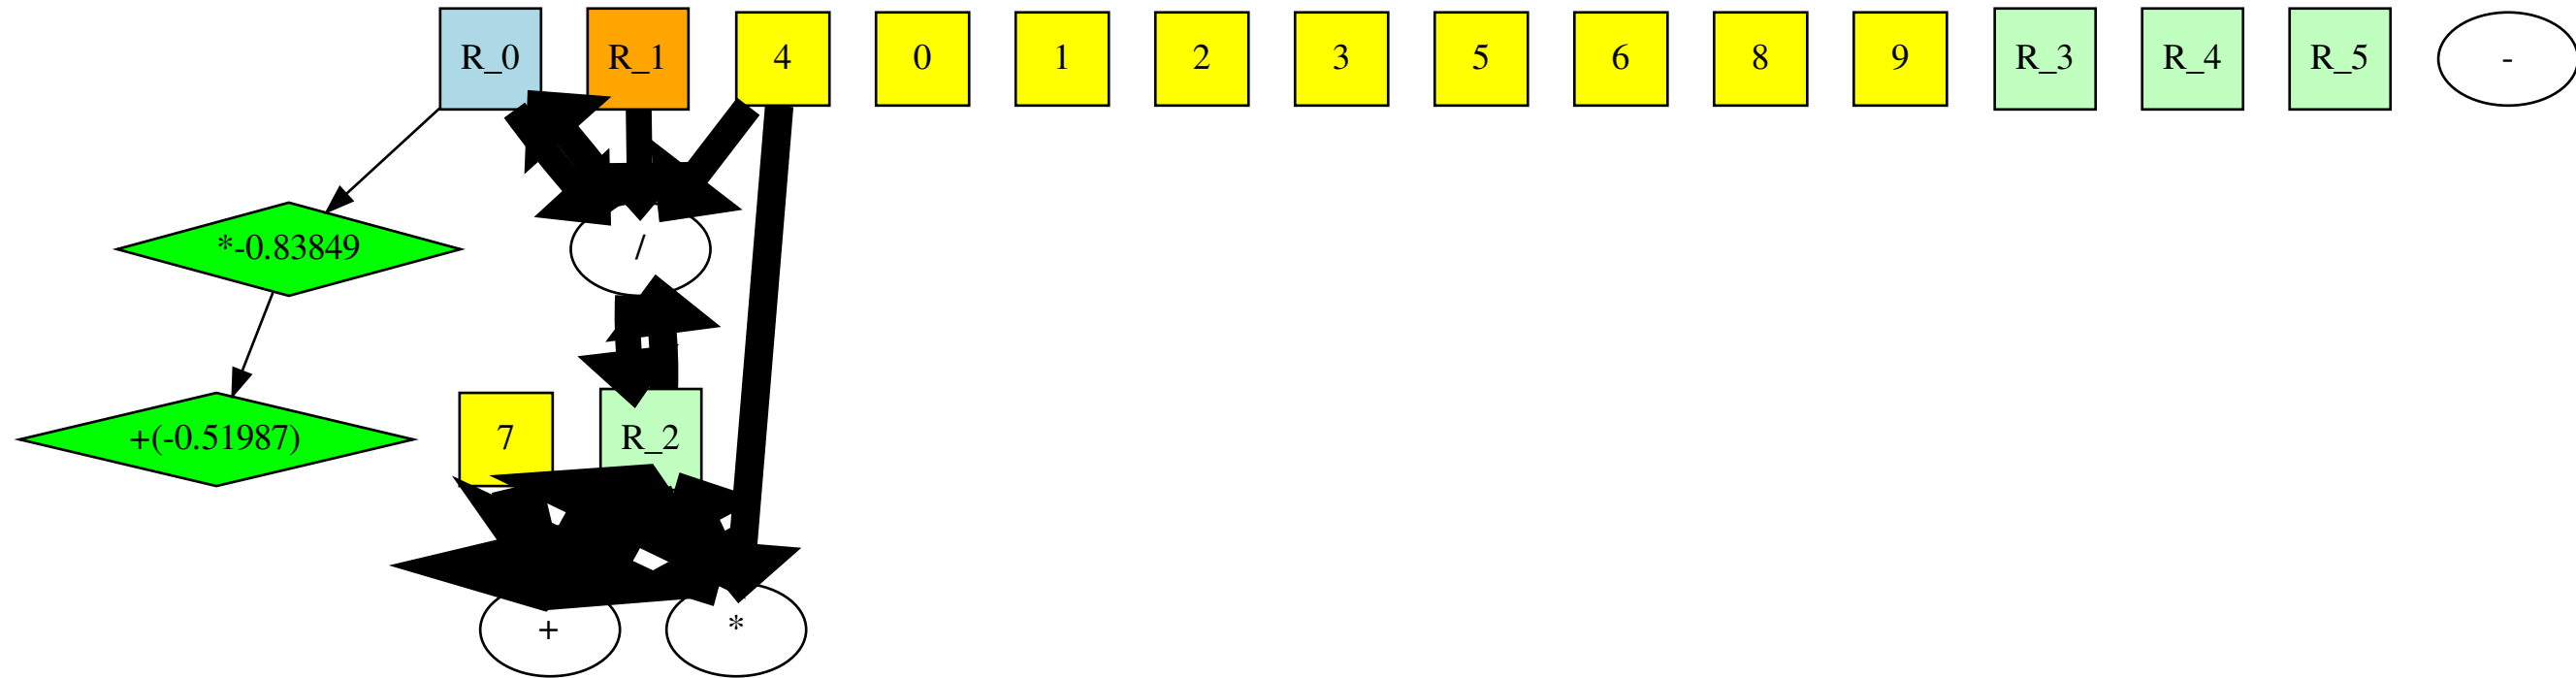 R_0 R_1 4 0 1 2 3 5 6 8 9 R_3 R_4 R_5 -
*-0.83849 /
+(-0.51987) 7 R_2
+ *